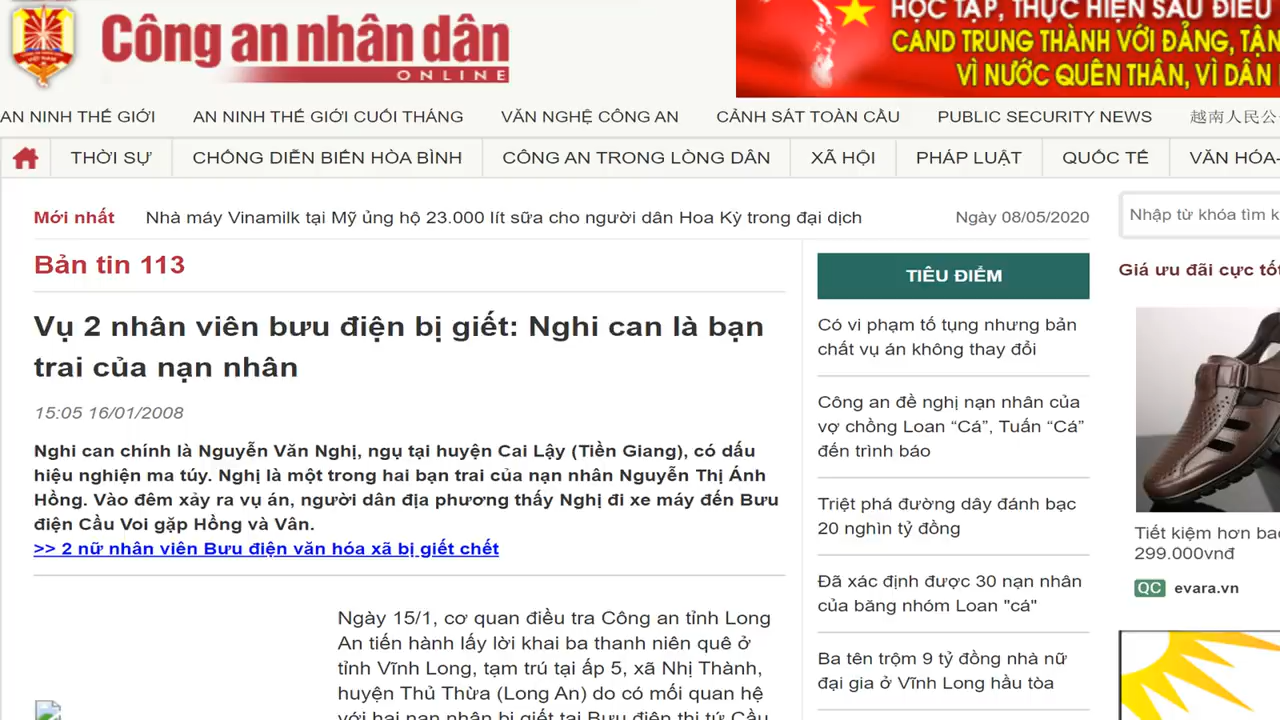 Công an nhân dân
ONLINE
HỌC TẬP, THỰC HIỆN SÁU ĐIỀU
CAND TRUNG THÀNH VỚI ĐẢNG, TẬN
VÌ NƯỚC QUÊN THÂN, VÌ DÂN
AN NINH THẾ GIỚI
AN NINH THẾ GIỚI CUỐI THÁNG
VĂN NGHỆ CÔNG AN
CẢNH SÁT TOÀN CẦU
PUBLIC SECURITY NEWS
越南人民公
THỜI SỰ
CHỐNG DIỄN BIẾN HÒA BÌNH
CÔNG AN TRONG LÒNG DÂN
XÃ HỘI
PHÁP LUẬT
QUỐC TẾ
VĂN HÓA-
Mới nhất
Nhà máy Vinamilk tại Mỹ ủng hộ 23.000 lít sữa cho người dân Hoa Kỳ trong đại dịch
Ngày 08/05/2020
Nhập từ khóa tìm k
Bản tin 113
Vụ 2 nhân viên bưu điện bị giết: Nghi can là bạn
trai của nạn nhân
15:05 16/01/2008
Nghi can chính là Nguyễn Văn Nghị, ngụ tại huyện Cai Lậy (Tiền Giang), có dấu
hiệu nghiện ma túy. Nghị là một trong hai bạn trai của nạn nhân Nguyễn Thị Ánh
Hồng. Vào đêm xảy ra vụ án, người dân địa phương thấy Nghị đi xe máy đến Bưu
điện Cầu Voi gặp Hồng và Vân.
>> 2 nữ nhân viên Bưu điện văn hóa xã bị giết chết
Ngày 15/1, cơ quan điều tra Công an tỉnh Long
An tiến hành lấy lời khai ba thanh niên quê ở
tỉnh Vĩnh Long, tạm trú tại ấp 5, xã Nhị Thành,
huyện Thủ Thừa (Long An) do có mối quan hệ
với hai nạn nhân bị giết tại Bưu điện thị tứ Cầu
TIÊU ĐIỂM
Có vi phạm tố tụng nhưng bản
chất vụ án không thay đổi
Công an đề nghị nạn nhân của
vợ chồng Loan “Cá”, Tuấn “Cá”
đến trình báo
Triệt phá đường dây đánh bạc
20 nghìn tỷ đồng
Đã xác định được 30 nạn nhân
của băng nhóm Loan "cá"
Ba tên trộm 9 tỷ đồng nhà nữ
đại gia ở Vĩnh Long hầu tòa
Giá ưu đãi cực tốt
Tiết kiệm hơn bao
299.000vnđ
QC evara.vn